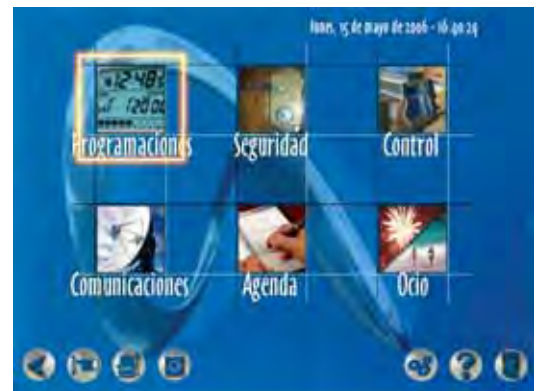 lunes, 15 de mayo de 2006 - 16:40:29
Programaciones Seguridad Control
Comunicaciones Agenda Ocio